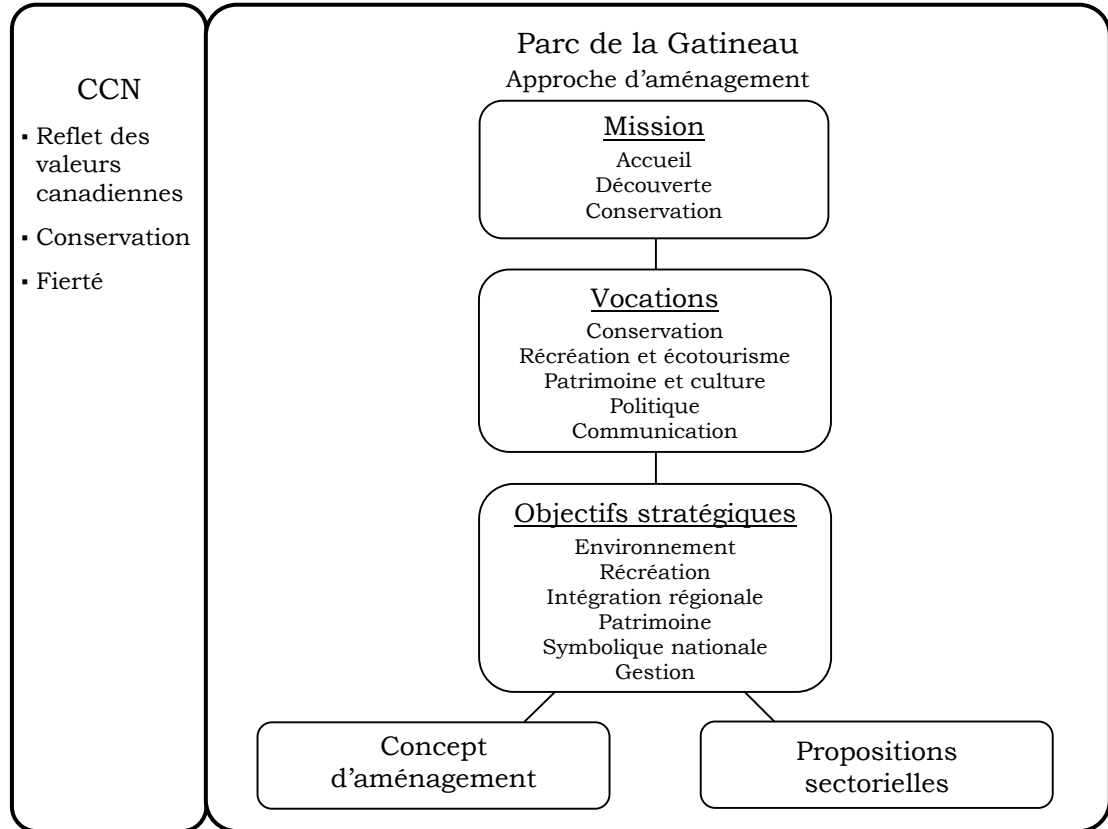 CCN
▪ Reflet des
valeurs
canadiennes
▪ Conservation
▪ Fierté
Parc de la Gatineau
Approche d'aménagement
Mission
Accueil
Découverte
Conservation
Vocations
Conservation
Récréation et écotourisme
Patrimoine et culture
Politique
Communication
Objectifs stratégiques
Environnement
Récréation
Intégration régionale
Patrimoine
Symbolique nationale
Gestion
Concept
d’aménagement
Propositions
sectorielles